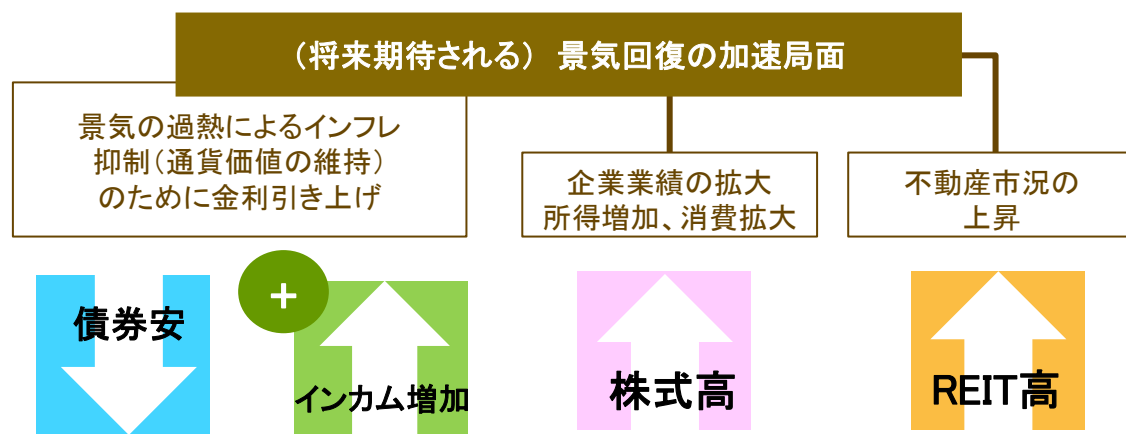 （将来期待される） 景気回復の加速局面
景気の過熱によるインフレ
抑制（通貨価値の維持）
のために金利引き上げ
企業業績の拡大
所得増加、消費拡大
不動産市況の
上昇
債券安
+
インカム増加
株式高
REIT高